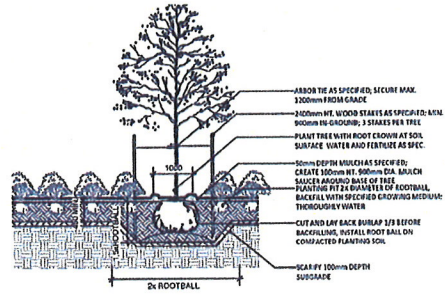 ARBOR TIE AS SPECIFIED; SECURE MAX.
1200mm FROM GRADE
2400mm HT. WOOD STAKES AS SPECIFIED; MIN.
900mm IN-GROUND; 3 STAKES PER TREE
PLANT TREE WITH ROOT CROWN AT SOIL
SURFACE WATER AND FERTILIZE AS SPEC.
50mm DEPTH MULCH AS SPECIFIED;
CREATE 100mm HT. 900mm DIA. MULCH
SAUCER AROUND BASE OF TREE
PLANTING PIT 2X DIAMETER OF ROOTBALL,
BACKFILL WITH SPECIFIED GROWING MEDIUM;
THOROUGHLY WATER
CUT AND LAY BACK BURLAP 1/3 BEFORE
BACKFILLING, INSTALL ROOT BALL ON
COMPACTED PLANTING SOIL
SCARIFY 100mm DEPTH
SUBGRADE
1000
2x ROOTBALL